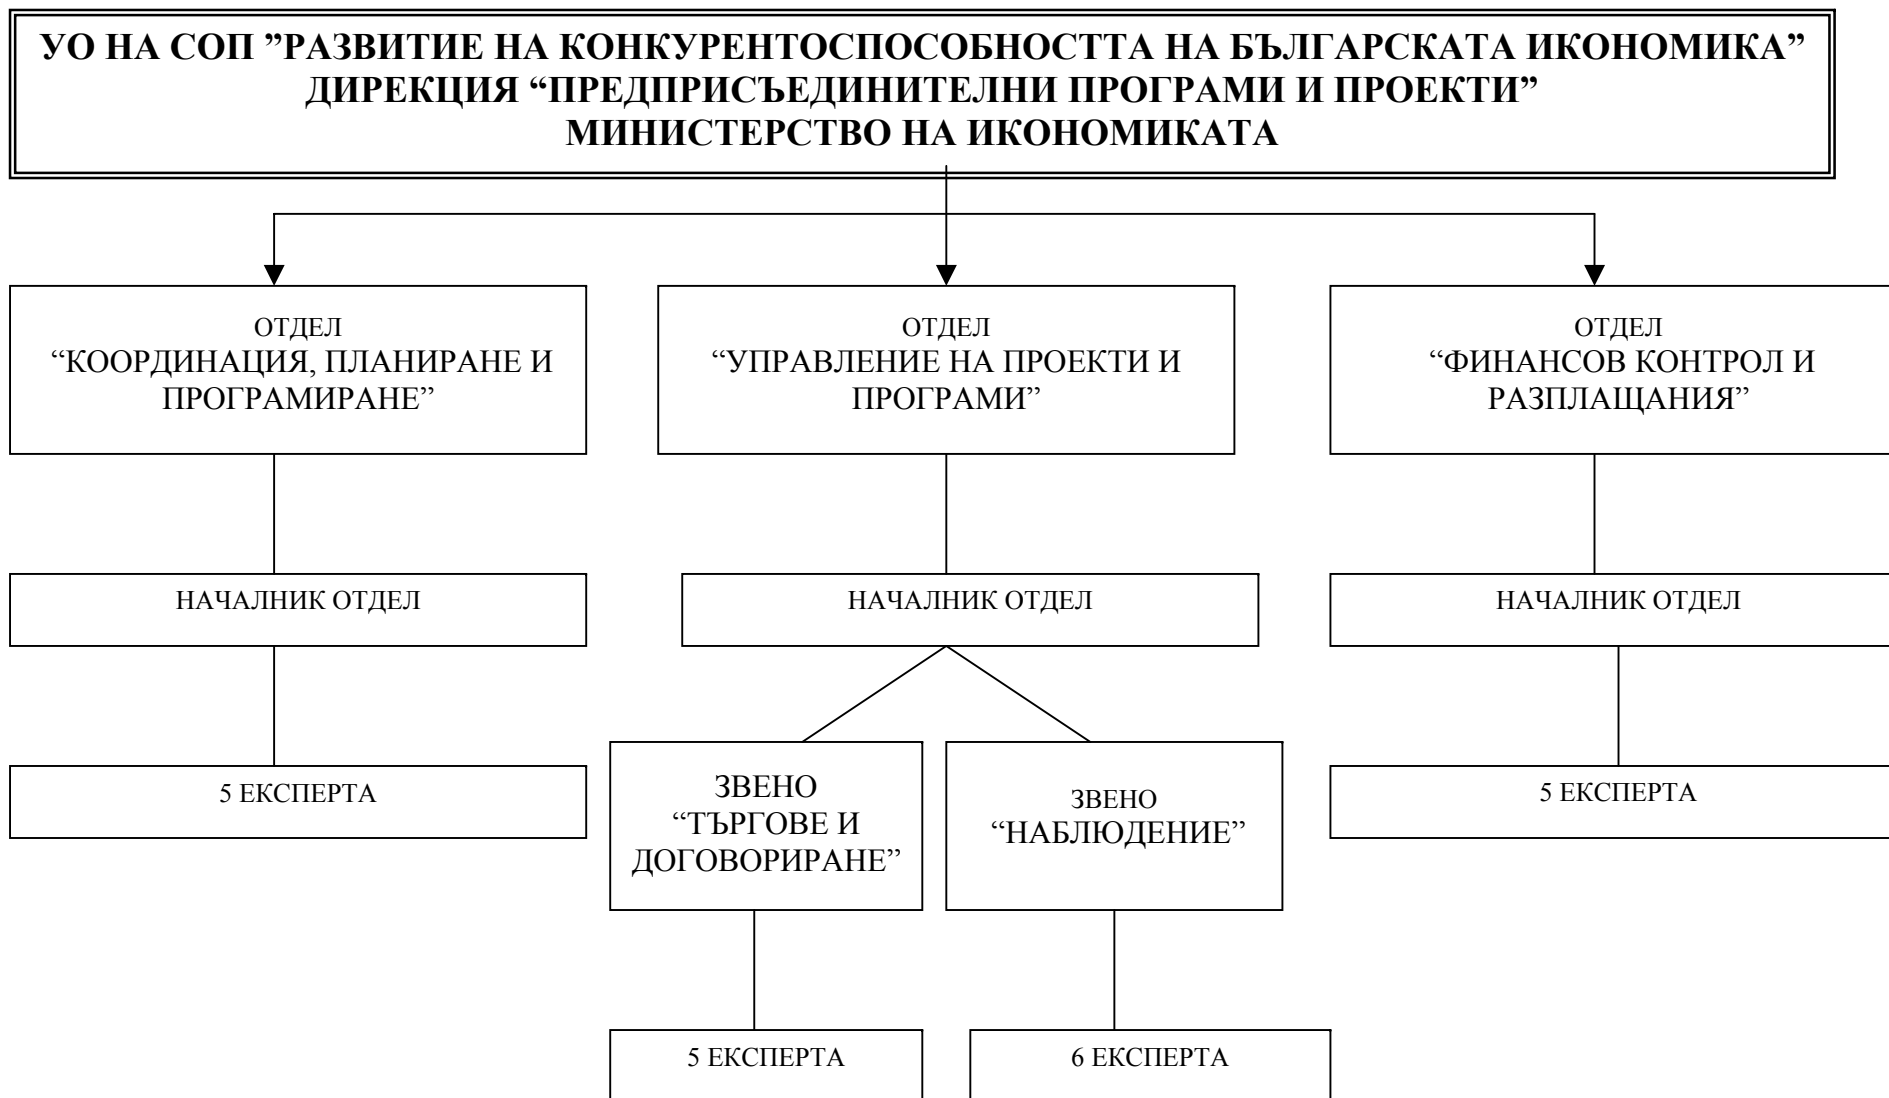 УО НА СОП ”РАЗВИТИЕ НА КОНКУРЕНТОСПОСОБНОСТТА НА БЪЛГАРСКАТА ИКОНОМИКА”
ДИРЕКЦИЯ “ПРЕДПРИСЪЕДИНИТЕЛНИ ПРОГРАМИ И ПРОЕКТИ”
МИНИСТЕРСТВО НА ИКОНОМИКАТА
ОТДЕЛ
“КООРДИНАЦИЯ, ПЛАНИРАНЕ И
ПРОГРАМИРАНЕ”
ОТДЕЛ
“УПРАВЛЕНИЕ НА ПРОЕКТИ И
ПРОГРАМИ”
ОТДЕЛ
“ФИНАНСОВ КОНТРОЛ И
РАЗПЛАЩАНИЯ”
НАЧАЛНИК ОТДЕЛ
НАЧАЛНИК ОТДЕЛ
НАЧАЛНИК ОТДЕЛ
5 ЕКСПЕРТА
ЗВЕНО
“ТЪРГОВЕ И
ДОГОВОРИРАНЕ”
ЗВЕНО
“НАБЛЮДЕНИЕ”
5 ЕКСПЕРТА
5 ЕКСПЕРТА
6 ЕКСПЕРТА